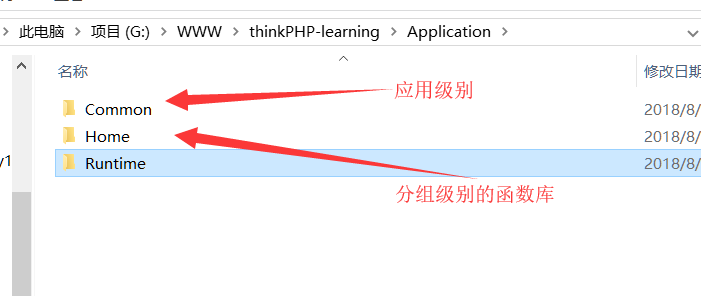 此电脑 > 项目 (G:) > WWW > thinkPHP-learning > Application >
名称
修改日期
Common
2018/8/
应用级别
Home
2018/8/
y1
Runtime
2018/8/
分组级别的函数库